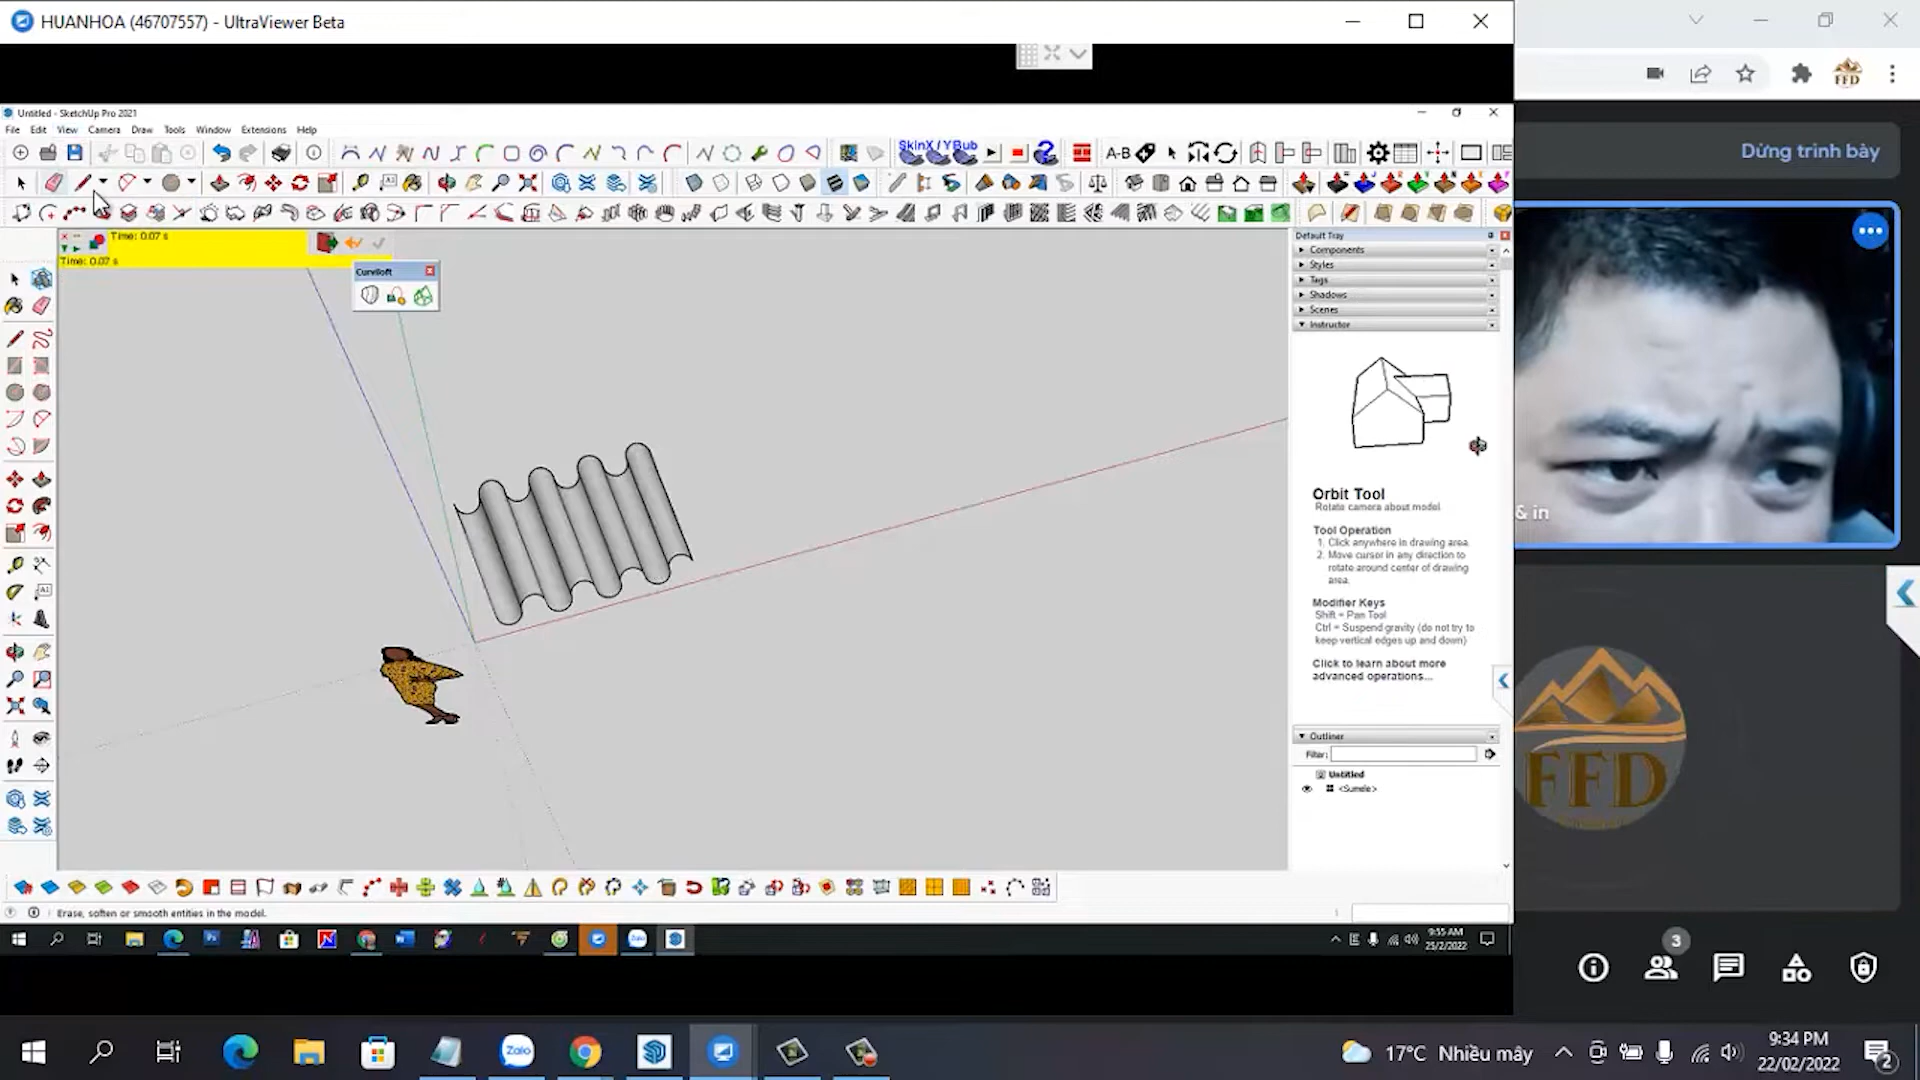 HUANHOA (46707557) - UltraViewer Beta
Untitled - SketchUp Pro 2021
File Edit View Camera Draw Tools Window Extensions Help
SkinX / YBub
A-B
Time: 0.07 s
Time: 0.07 s
Curviloft
Default Tray
Components
Styles
Tags
Shadows
Scenes
Instructor
Orbit Tool
Rotate camera about model
Tool Operation
1. Click anywhere in drawing area.
2. Move cursor in any direction to
rotate around center of drawing
area.
Modifier Keys
Shift = Pan Tool
Ctrl = Suspend gravity (do not try to
keep vertical edges up and down)
Click to learn about more
advanced operations...
Outliner
Filter:
Untitled
<Sumele>
Erase, soften or smooth entities in the model.
9:35 AM
25/2/2022
FFD
Dừng trình bày
& in
FFD
3
Zalo
17°C Nhiều mây
9:34 PM
22/02/2022
2